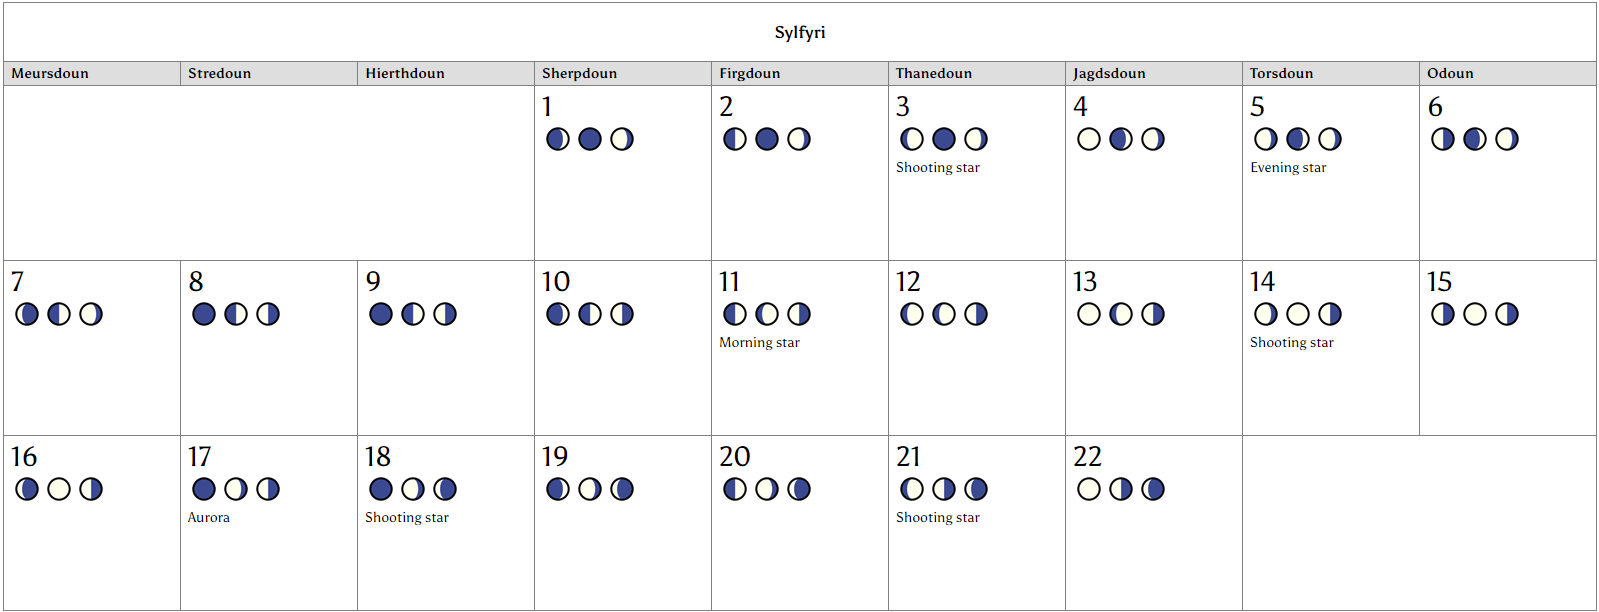 Sylfyri
Meursdoun Stredoun Hierthdoun Sherpdoun Firgdoun Thanedoun Jagdsdoun Torsdoun Odoun
1 2 3 4 5 6
Shooting star Evening star
7 8 9 10 11 12 13 14 15
Morning star Shooting star
16 17 18 19 20 21 22
Aurora Shooting star Shooting star